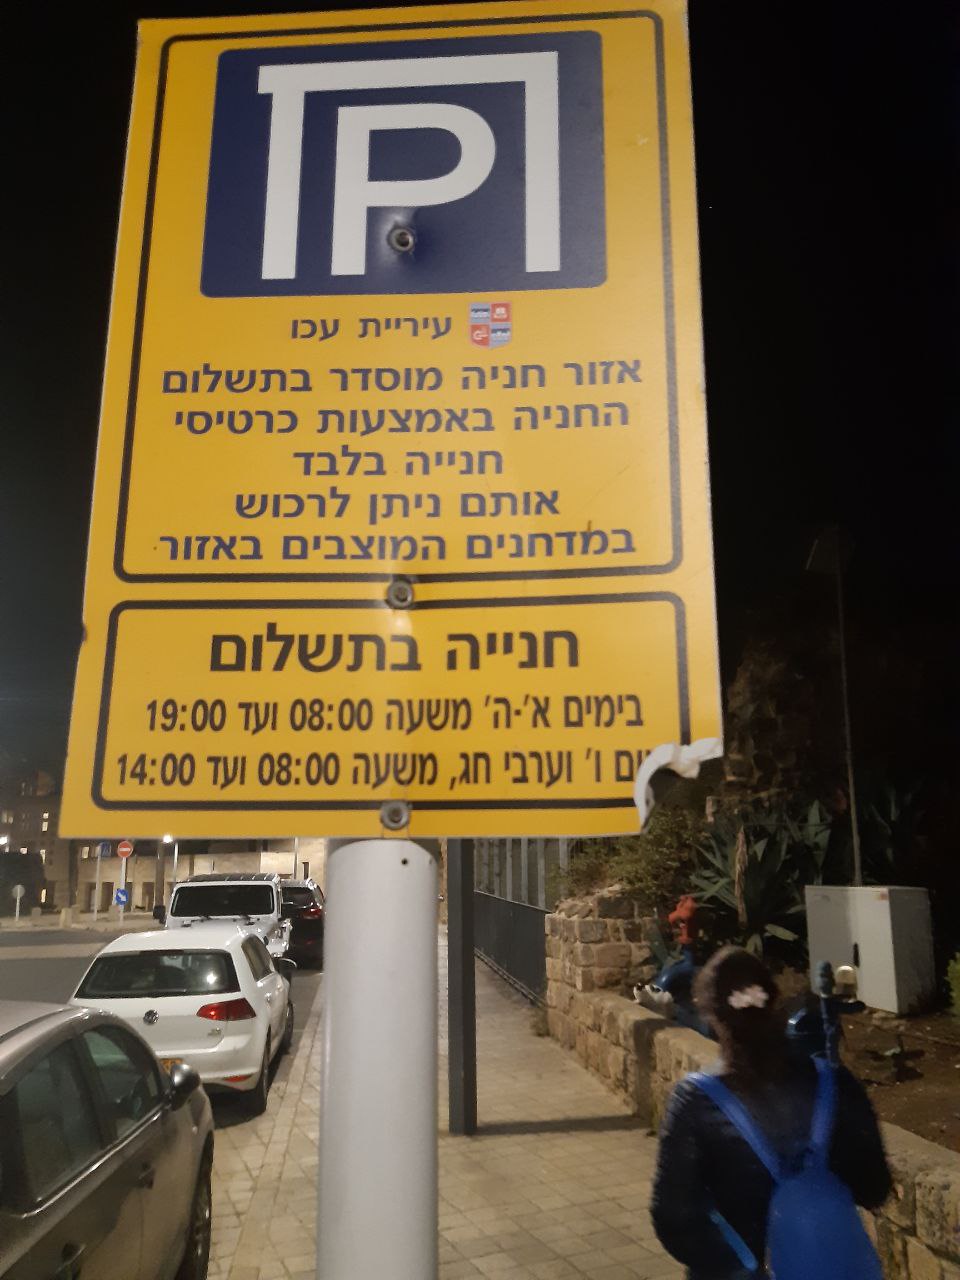 P
עיריית עכו
אזור חניה מוסדר בתשלום
החניה באמצעות כרטיסי
חנייה בלבד
אותם ניתן לרכוש
במדחנים המוצבים באזור
חנייה בתשלום
בימים א'-ה' משעה 08:00 ועד 19:00
ו' וערבי חג, משעה 08:00 ועד 14:00